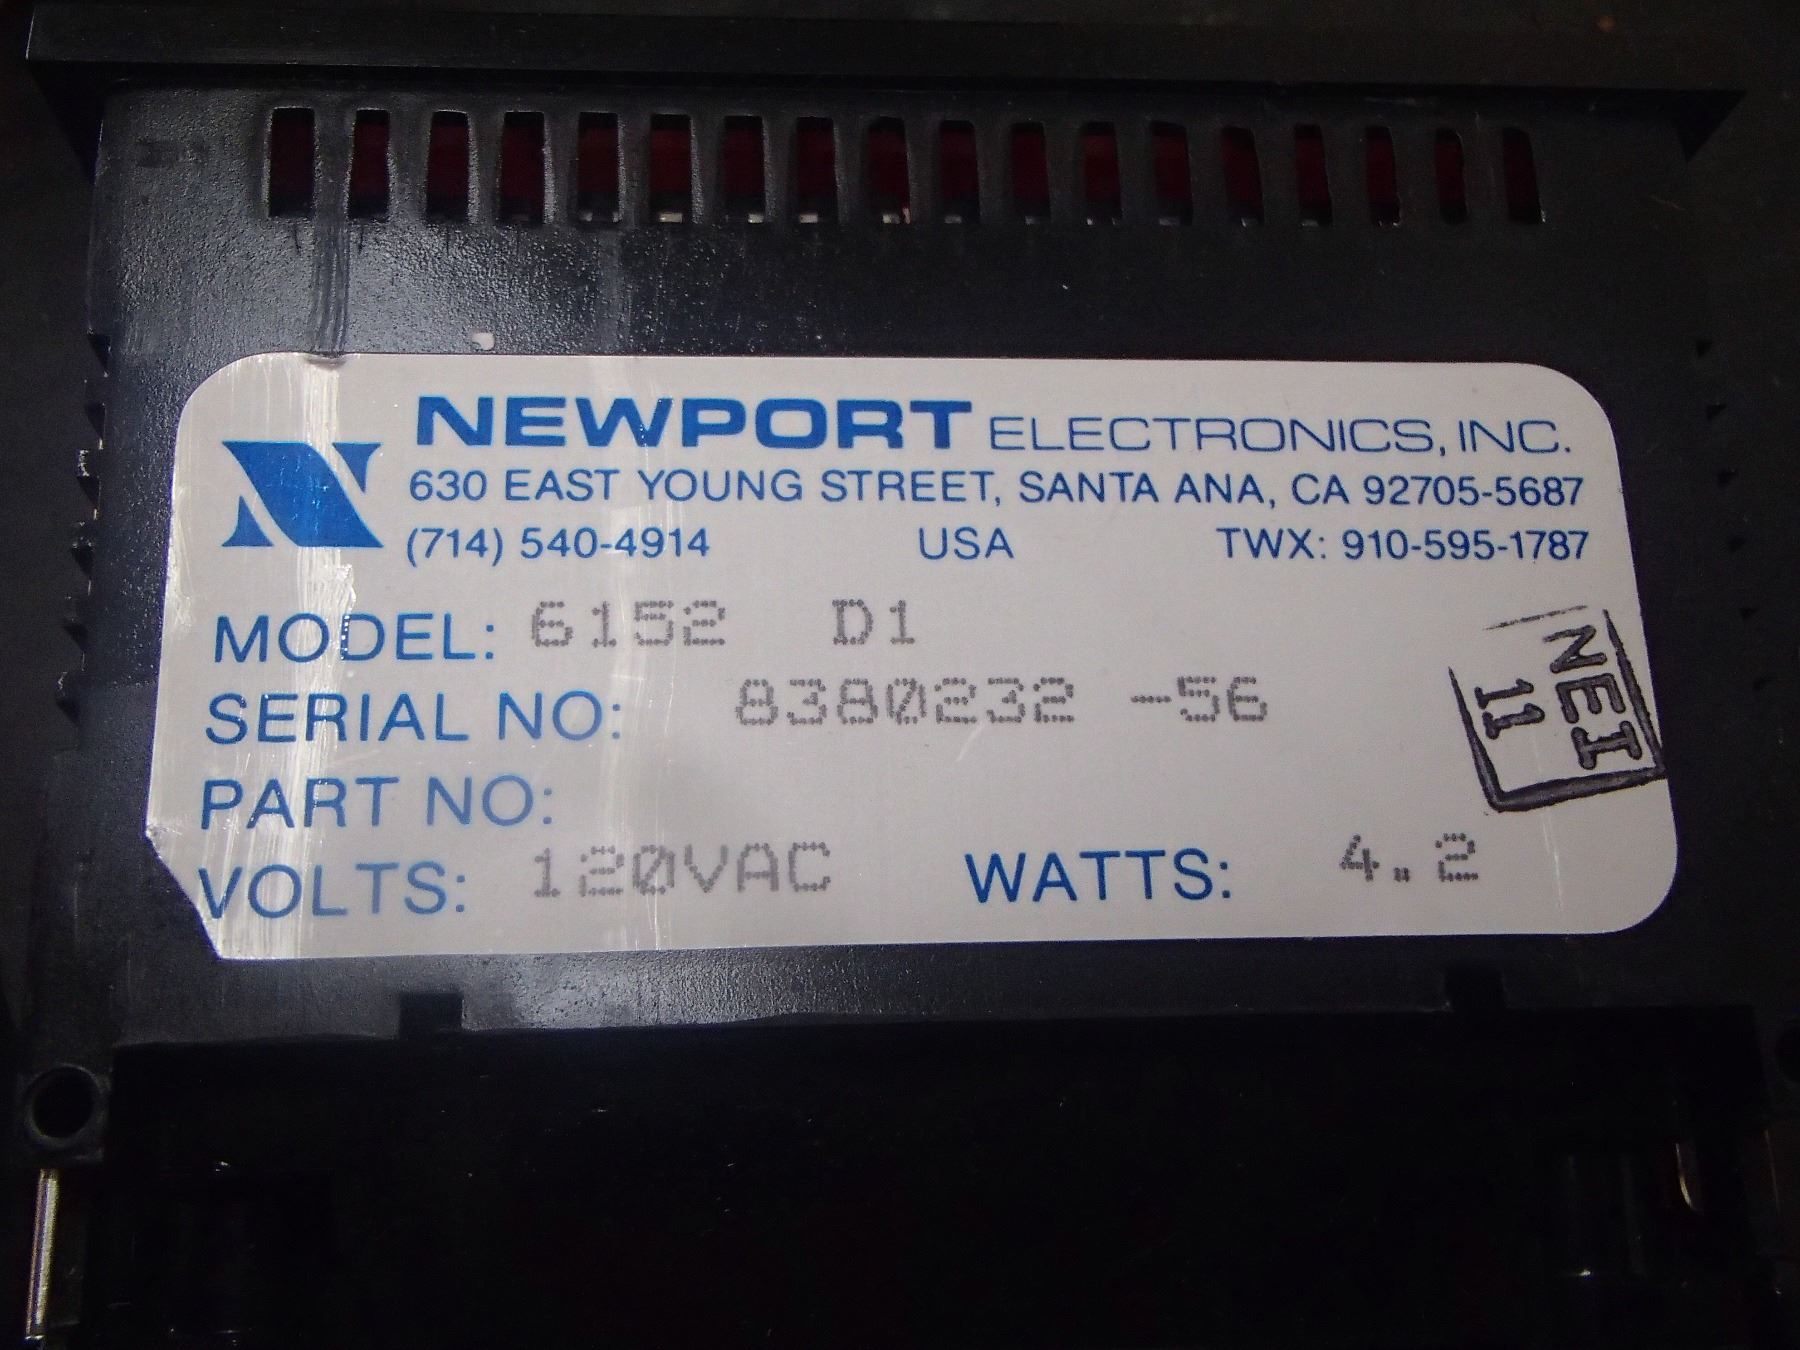 NEWPORT ELECTRONICS, INC.
630 EAST YOUNG STREET, SANTA ANA, CA 92705-5687
(714) 540-4914 USA TWX: 910-595-1787
MODEL: 6152 D1
SERIAL NO: 8380232 -56
PART NO:
VOLTS: 120VAC WATTS: 4.2
NEI
11